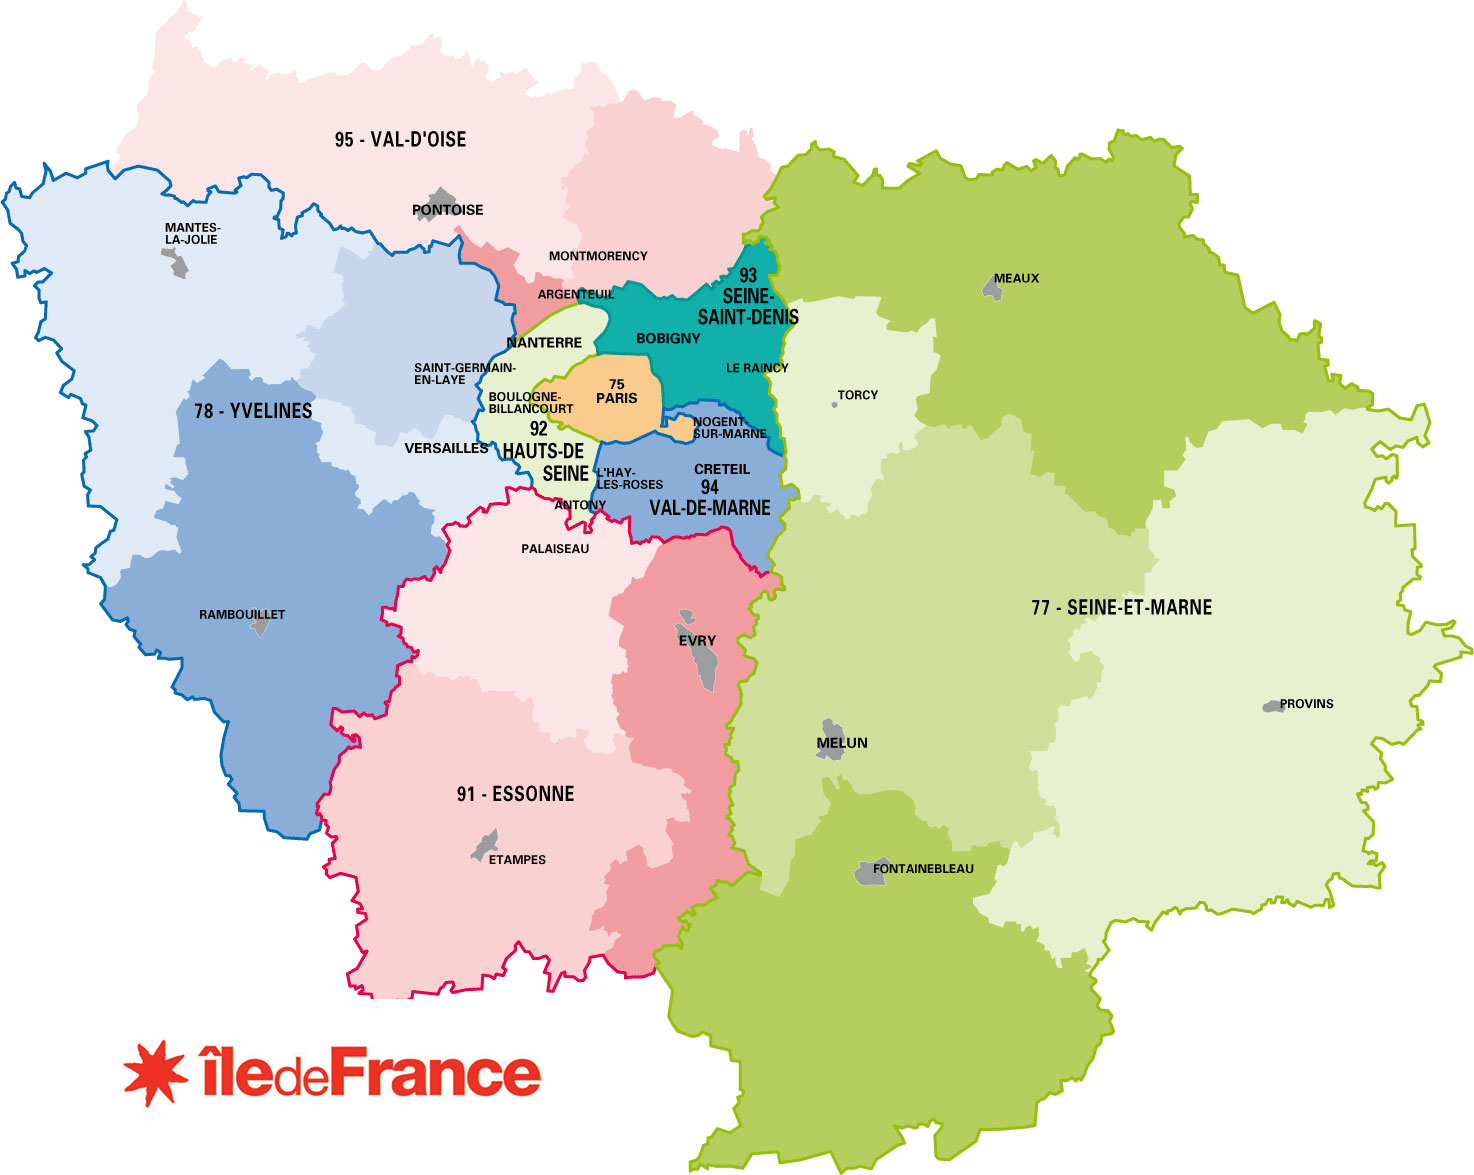 95 - VAL-D'OISE
PONTOISE
MANTES-
LA-JOLIE
MONTMORENCY
93
SEINE-
SAINT-DENIS
MEAUX
ARGENTEUIL
NANTERRE
BOBIGNY
SAINT-GERMAIN-
EN-LAYE
LE RAINCY
75
PARIS
TORCY
78 - YVELINES
BOULOGNE-
BILLANCOURT
NOGENT
SUR-MARNE
92
HAUTS-DE
SEINE
VERSAILLES
L'HAY-
LES-ROSES
CRETEIL
94
VAL-DE-MARNE
ANTONY
PALAISEAU
RAMBOUILLET
EVRY
77 - SEINE-ET-MARNE
PROVINS
MELUN
91 - ESSONNE
ETAMPES
FONTAINEBLEAU
îledeFrance